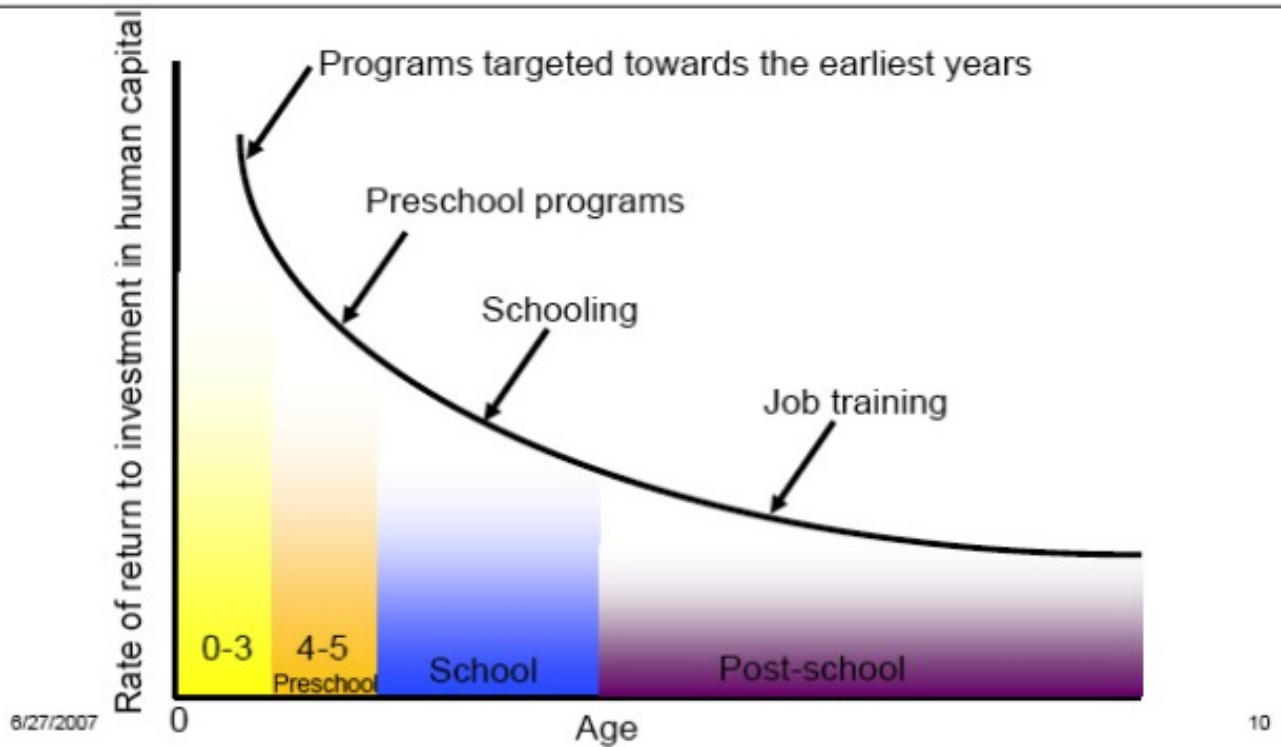 Rate of return to investment in human capital
Programs targeted towards the earliest years
Preschool programs
Schooling
Job training
0-3
4-5
Preschool
School
Post-school
0
Age
6/27/2007
10